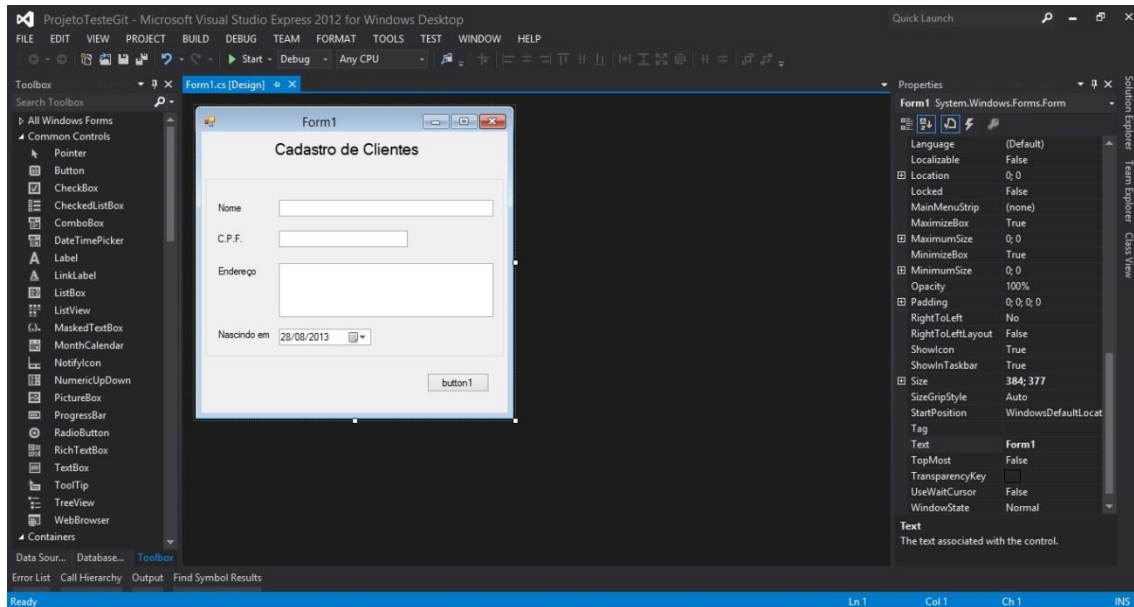 ProjetoTesteGit - Microsoft Visual Studio Express 2012 for Windows Desktop
Quick Launch
FILE EDIT VIEW PROJECT BUILD DEBUG TEAM FORMAT TOOLS TEST WINDOW HELP
Start Debug Any CPU
Toolbox
Search Toolbox
All Windows Forms
Common Controls
Pointer
Button
CheckBox
CheckedListBox
ComboBox
DateTimePicker
Label
LinkLabel
ListBox
ListView
MaskedTextBox
MonthCalendar
NotifyIcon
NumericUpDown
PictureBox
ProgressBar
RadioButton
RichTextBox
TextBox
ToolTip
TreeView
WebBrowser
Containers
Data Sour... Database... Toolbox
Form1.cs [Design]
Form1
Cadastro de Clientes
Nome
C.P.F.
Endereço
Nascindo em 28/08/2013
button1
Properties
Form1 System.Windows.Forms.Form
Language (Default)
Localizable False
Location 0; 0
Locked False
MainMenuStrip (none)
MaximizeBox True
MaximumSize 0; 0
MinimizeBox True
MinimumSize 0; 0
Opacity 100%
Padding 0; 0; 0; 0
RightToLeft No
RightToLeftLayout False
ShowIcon True
ShowInTaskbar True
Size 384; 377
SizeGripStyle Auto
StartPosition WindowsDefaultLocat
Tag
Text Form1
TopMost False
TransparencyKey
UseWaitCursor False
WindowState Normal
Text
The text associated with the control.
Solution Explorer
Team Explorer
Class View
Error List Call Hierarchy Output Find Symbol Results
Ready Ln 1 Col 1 Ch 1 INS